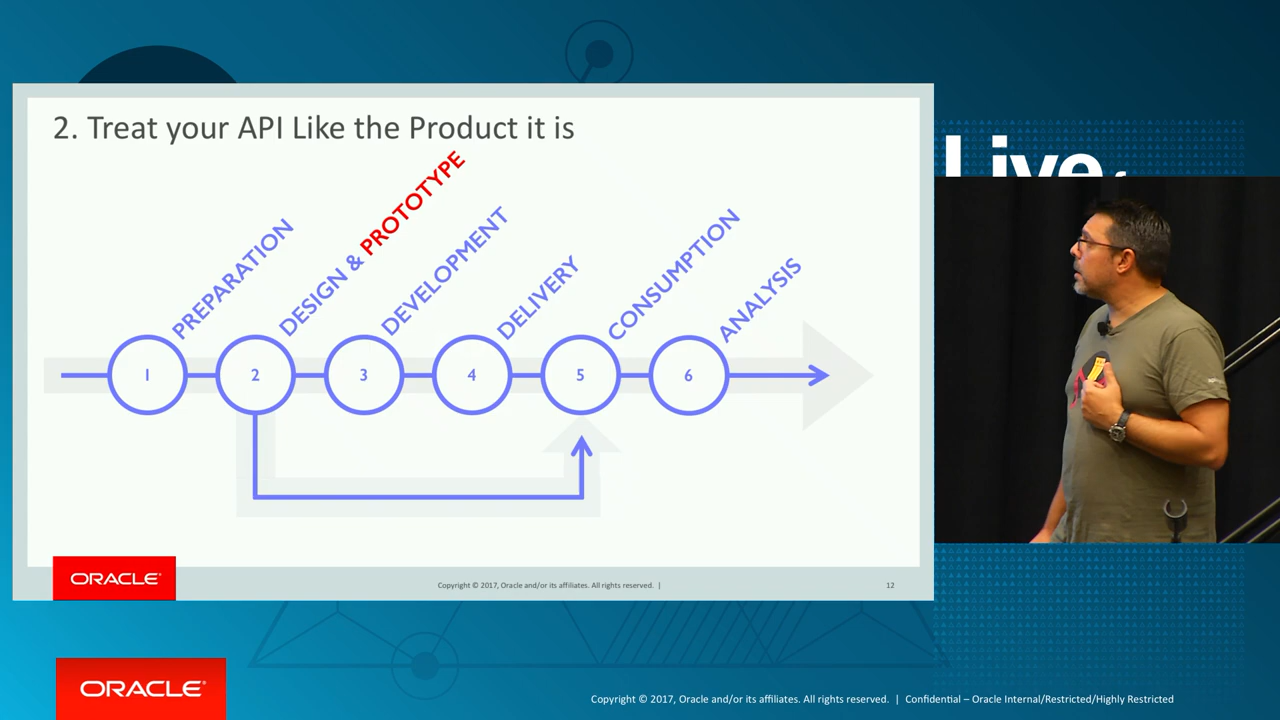 2. Treat your API Like the Product it is
PREPARATION
DESIGN & PROTOTYPE
DEVELOPMENT
DELIVERY
CONSUMPTION
ANALYSIS
1
2
3
4
5
6
ORACLE
Copyright © 2017, Oracle and/or its affiliates. All rights reserved. |
12
Live
ORACLE
Copyright © 2017, Oracle and/or its affiliates. All rights reserved. | Confidential – Oracle Internal/Restricted/Highly Restricted